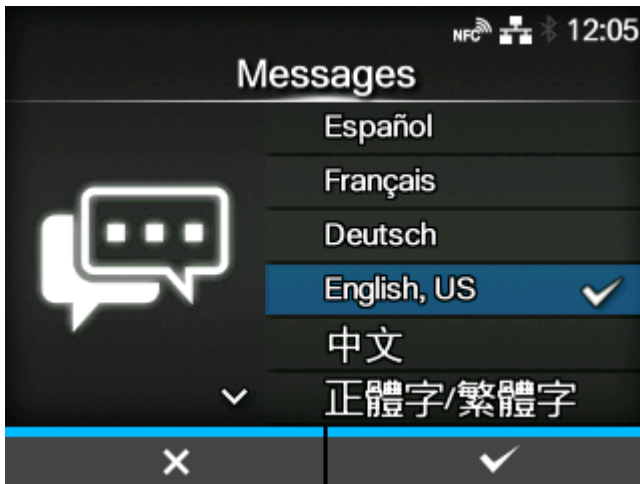 NFC 12:05
Messages
Español
Français
Deutsch
English, US
中文
正體字/繁體字